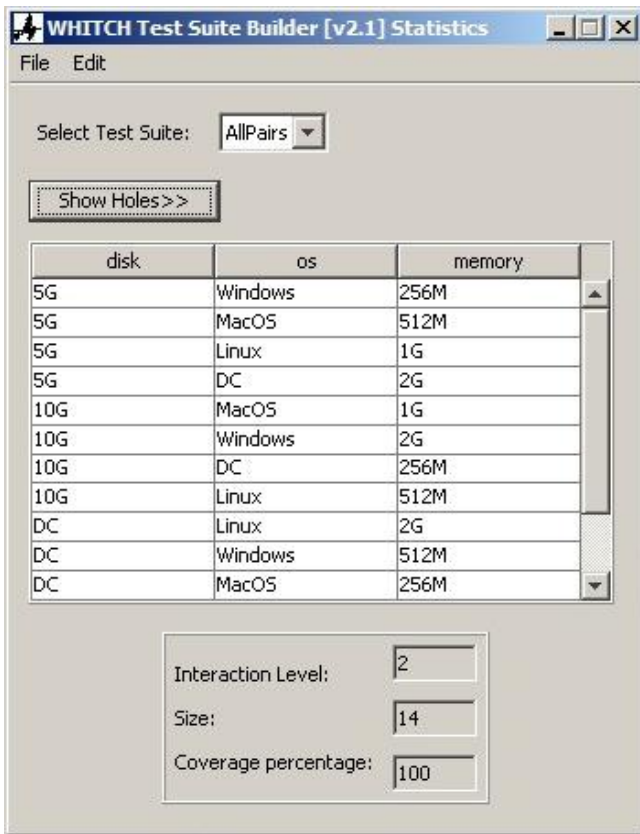 WHITCH Test Suite Builder [v2.1] Statistics
File Edit
Select Test Suite: AllPairs
Show Holes>>
disk os memory
5G Windows 256M
5G MacOS 512M
5G Linux 1G
5G DC 2G
10G MacOS 1G
10G Windows 2G
10G DC 256M
10G Linux 512M
DC Linux 2G
DC Windows 512M
DC MacOS 256M
Interaction Level: 2
Size: 14
Coverage percentage: 100